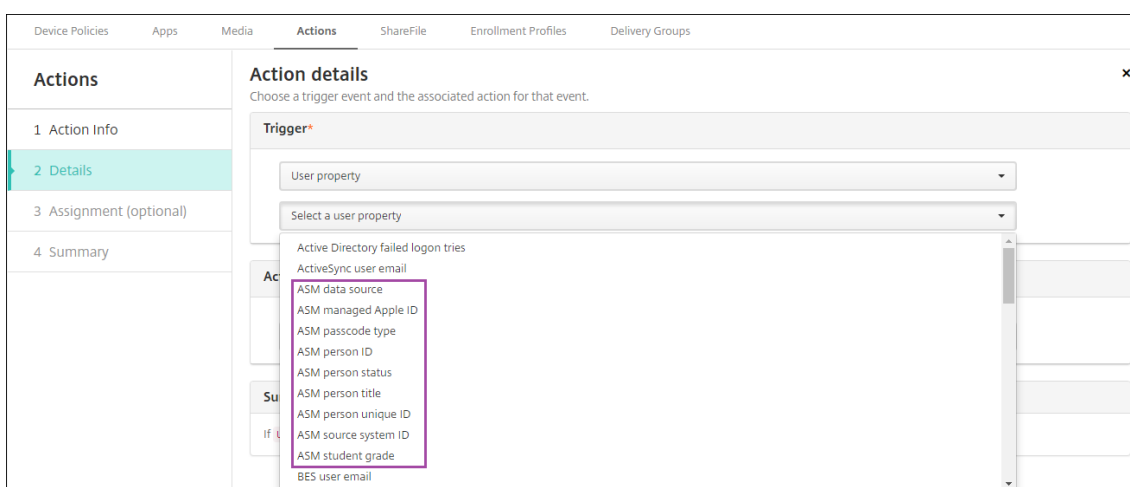 Device Policies Apps Media Actions ShareFile Enrollment Profiles Delivery Groups
Actions
1 Action Info
2 Details
3 Assignment (optional)
4 Summary
Action details
Choose a trigger event and the associated action for that event.
Trigger*
User property
Select a user property
Active Directory failed logon tries
ActiveSync user email
ASM data source
ASM managed Apple ID
ASM passcode type
ASM person ID
ASM person status
ASM person title
ASM person unique ID
ASM source system ID
ASM student grade
BES user email
If